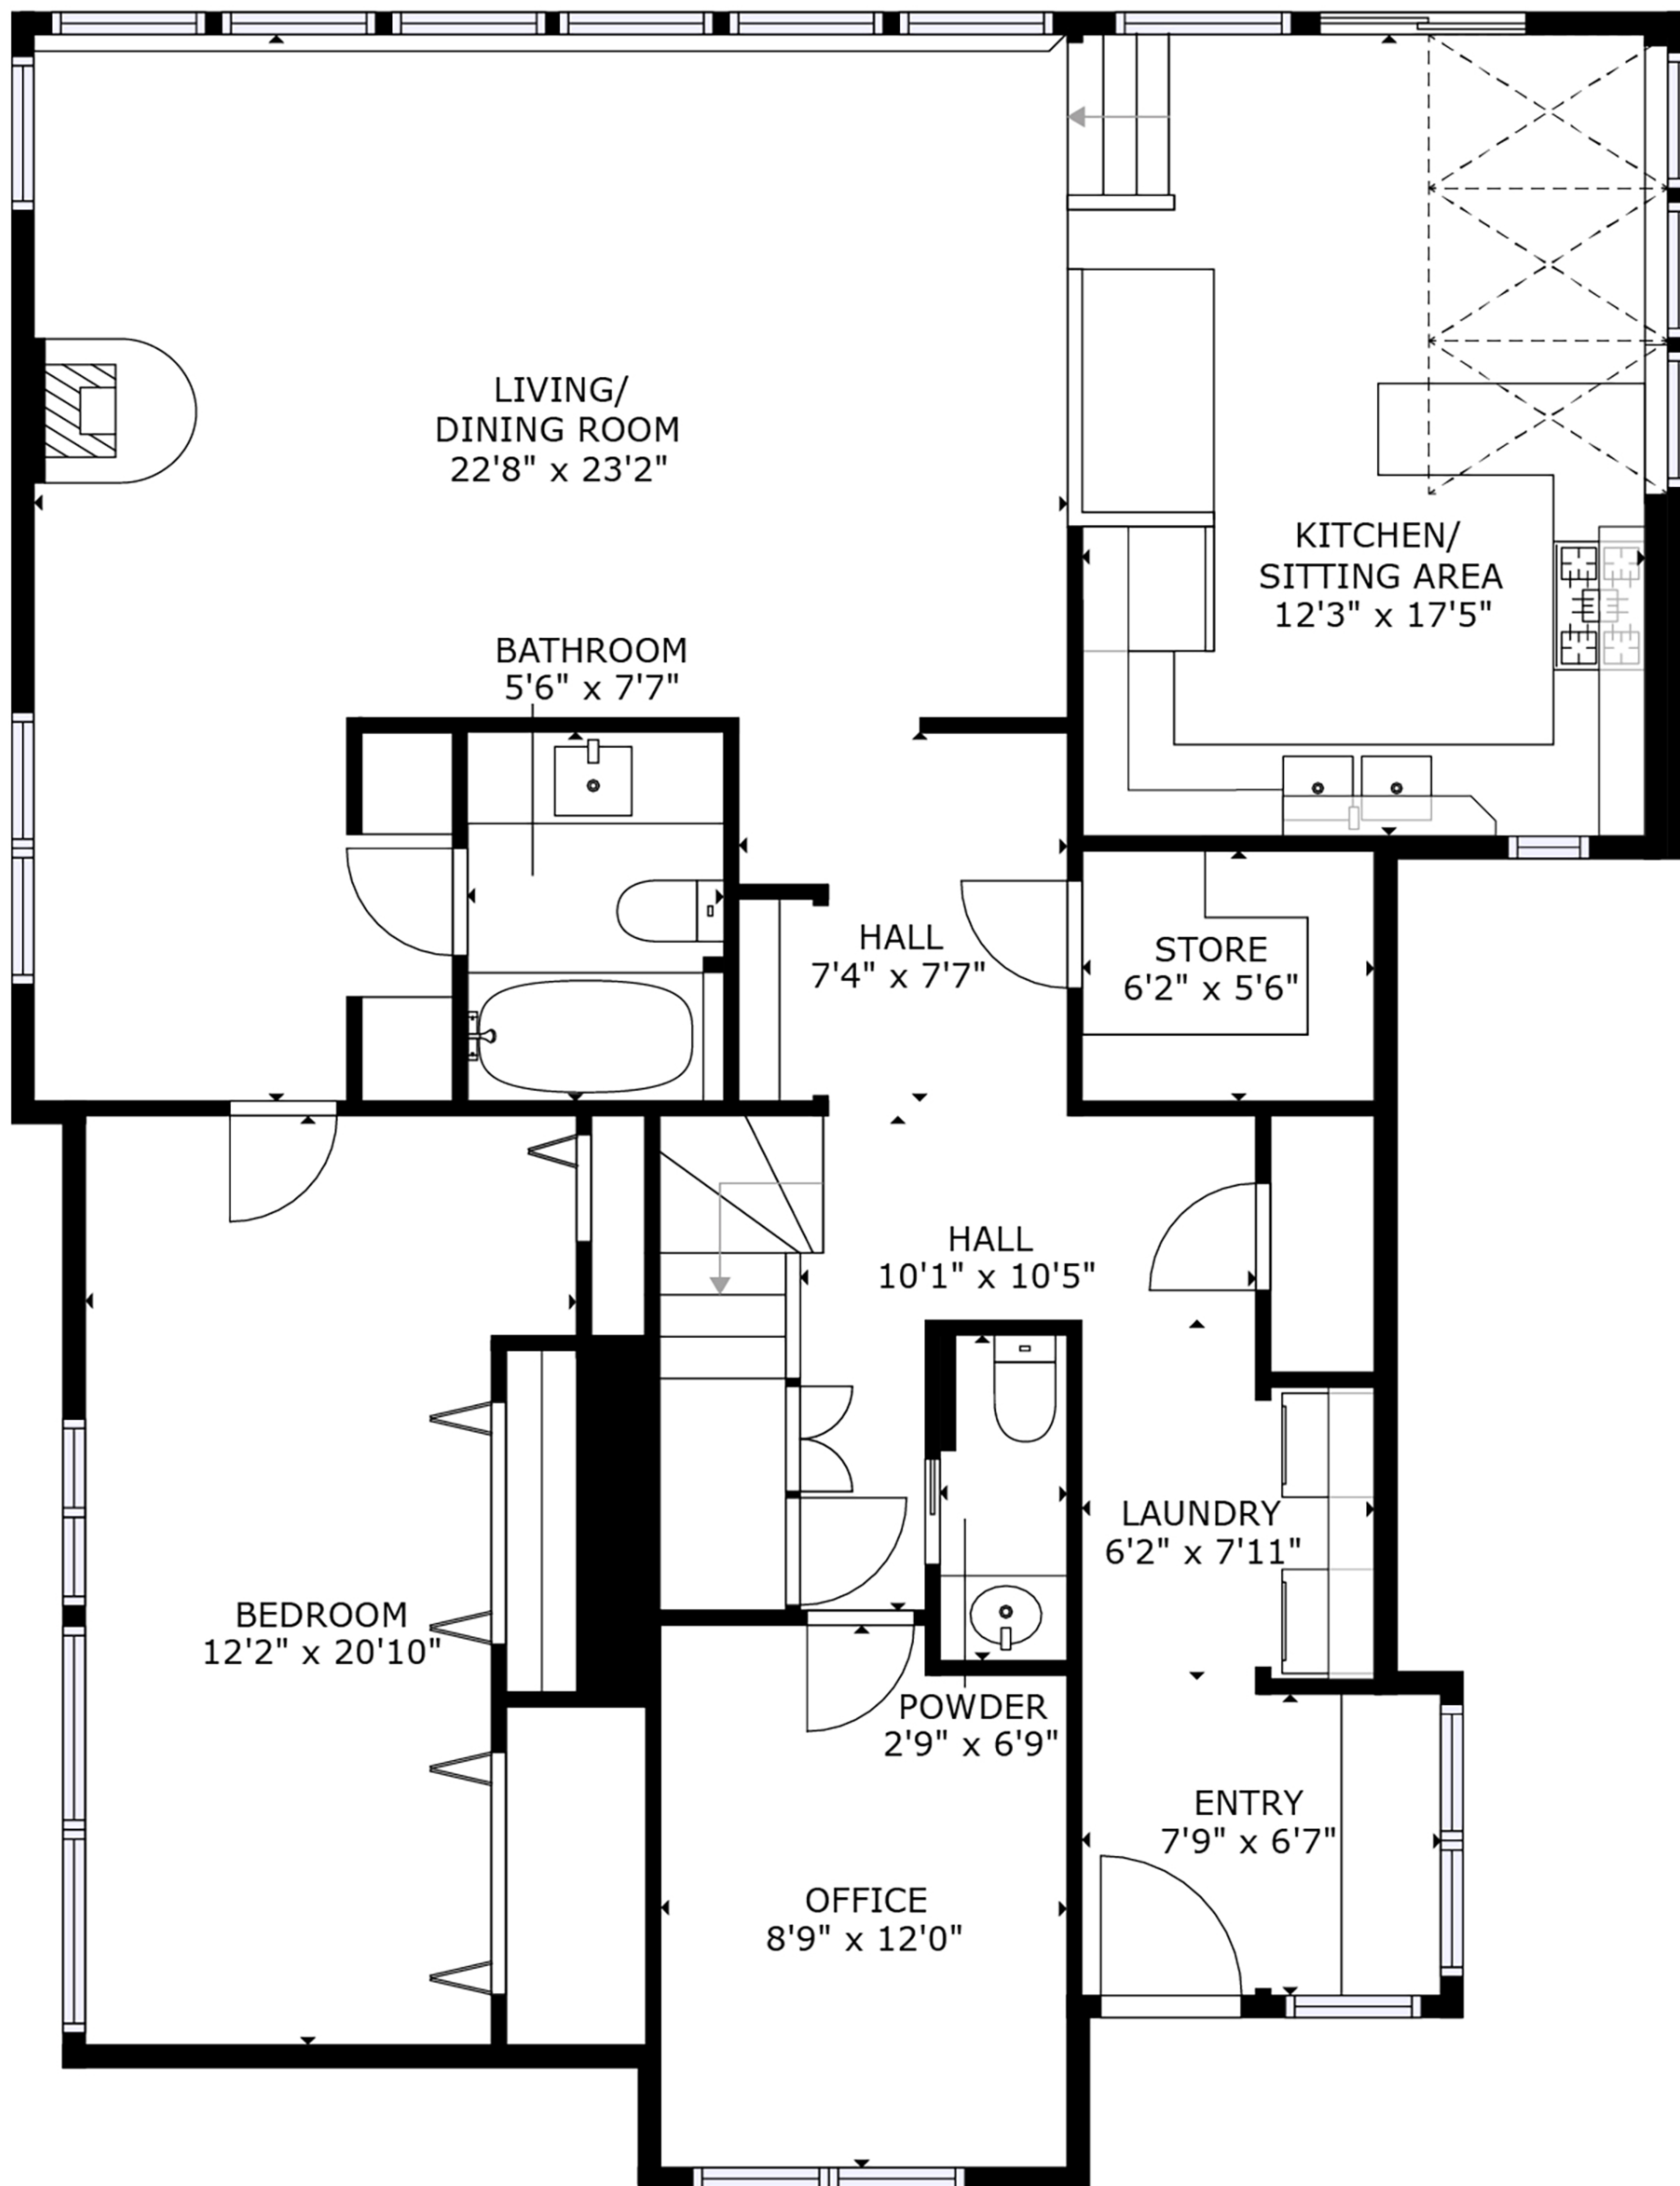 LIVING/
DINING ROOM
22'8" x 23'2"
KITCHEN/
SITTING AREA
12'3" x 17'5"
BATHROOM
5'6" x 7'7"
HALL
7'4" x 7'7"
STORE
6'2" x 5'6"
HALL
10'1" x 10'5"
LAUNDRY
6'2" x 7'11"
BEDROOM
12'2" x 20'10"
POWDER
2'9" x 6'9"
ENTRY
7'9" x 6'7"
OFFICE
8'9" x 12'0"